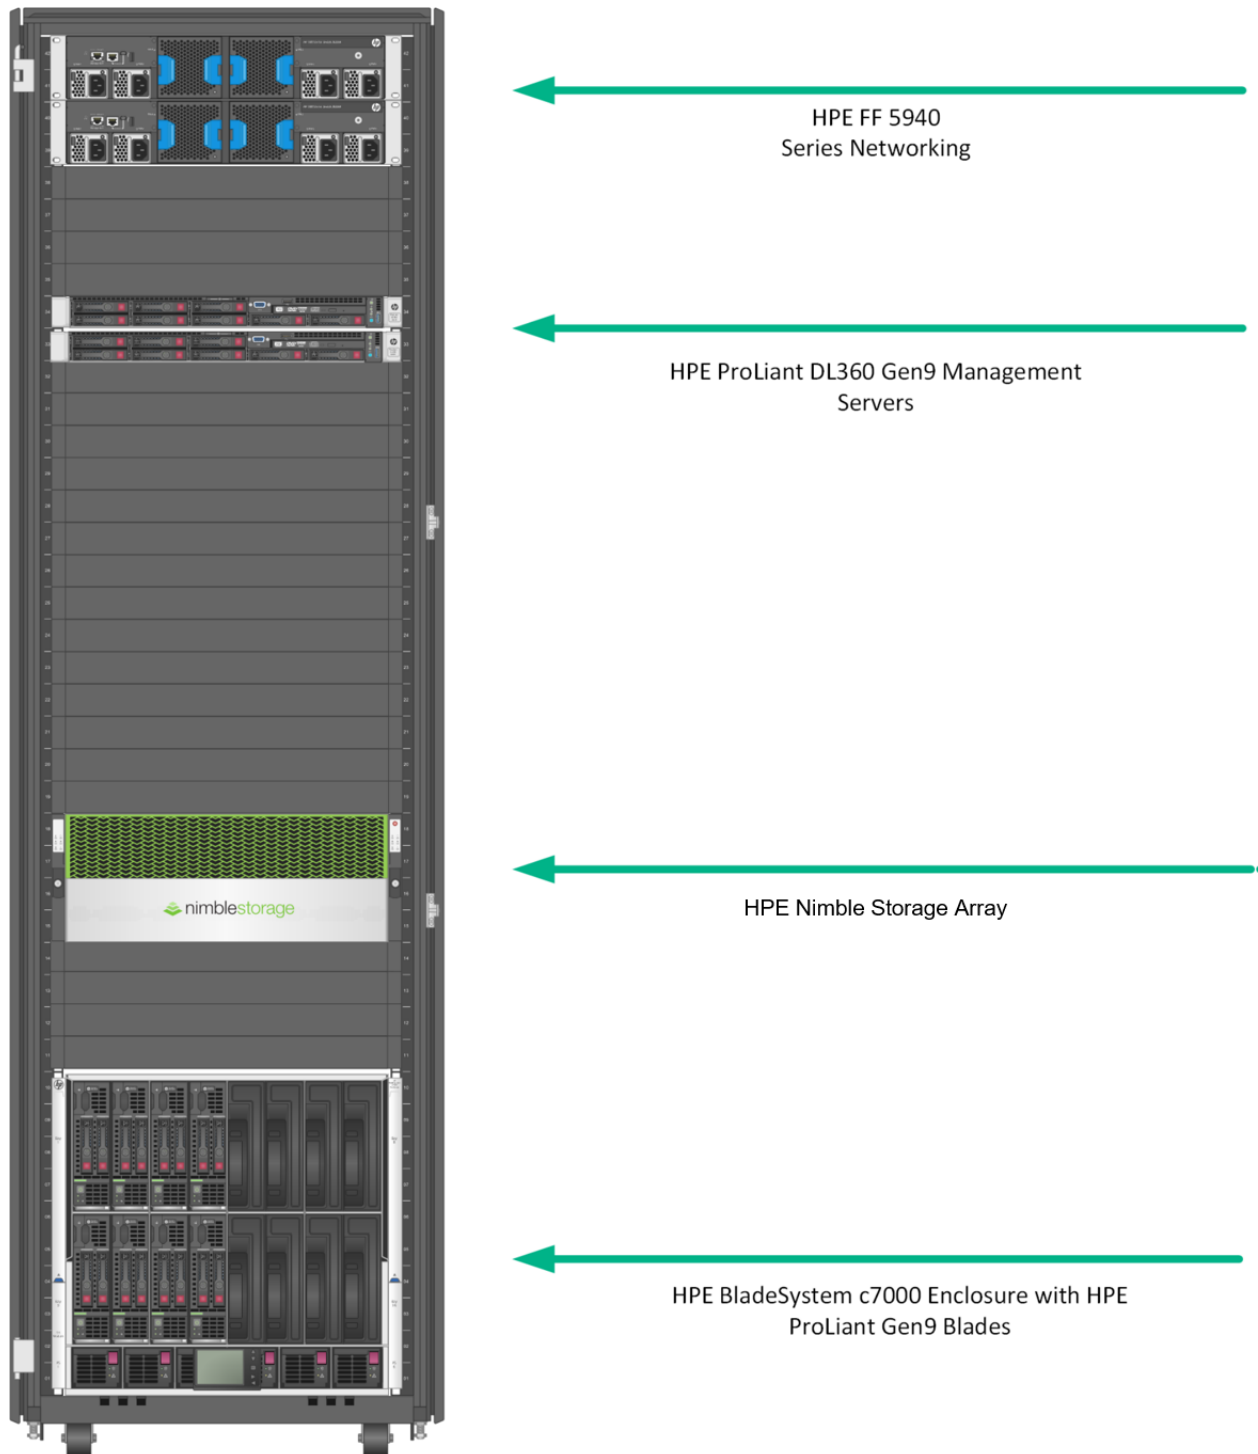 HPE FF 5940
Series Networking
HPE ProLiant DL360 Gen9 Management
Servers
nimblestorage
HPE Nimble Storage Array
HPE BladeSystem c7000 Enclosure with HPE
ProLiant Gen9 Blades